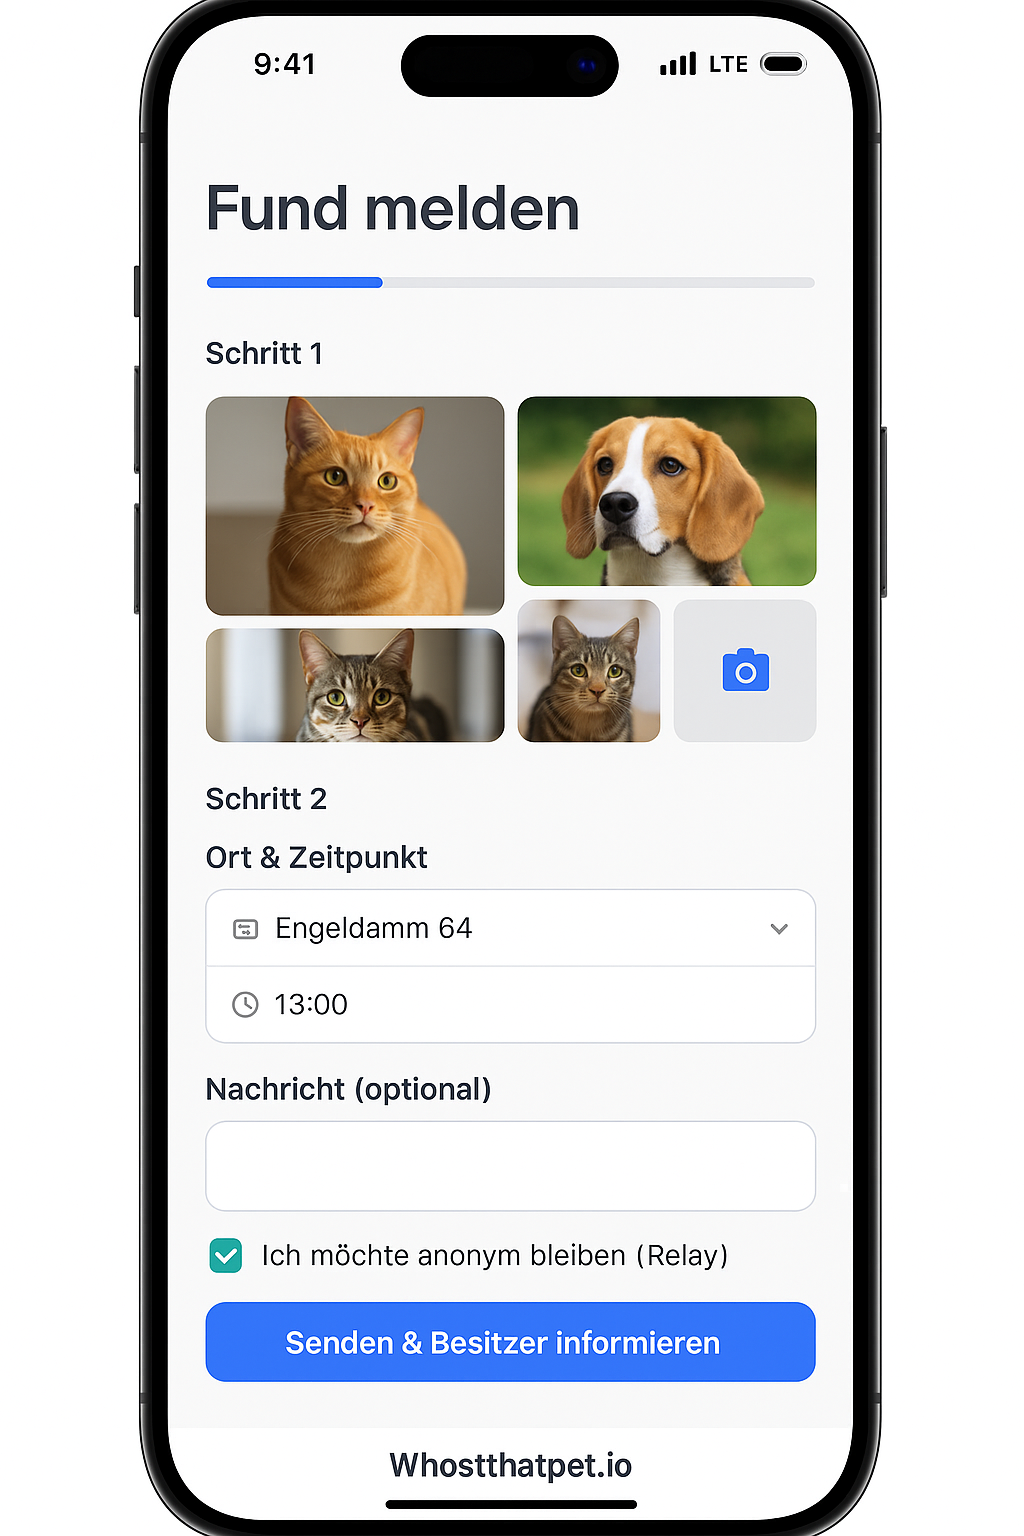 9:41
LTE
Fund melden
Schritt 1
Schritt 2
Ort & Zeitpunkt
Engeldamm 64
13:00
Nachricht (optional)
Ich möchte anonym bleiben (Relay)
Senden & Besitzer informieren
Whostthatpet.io